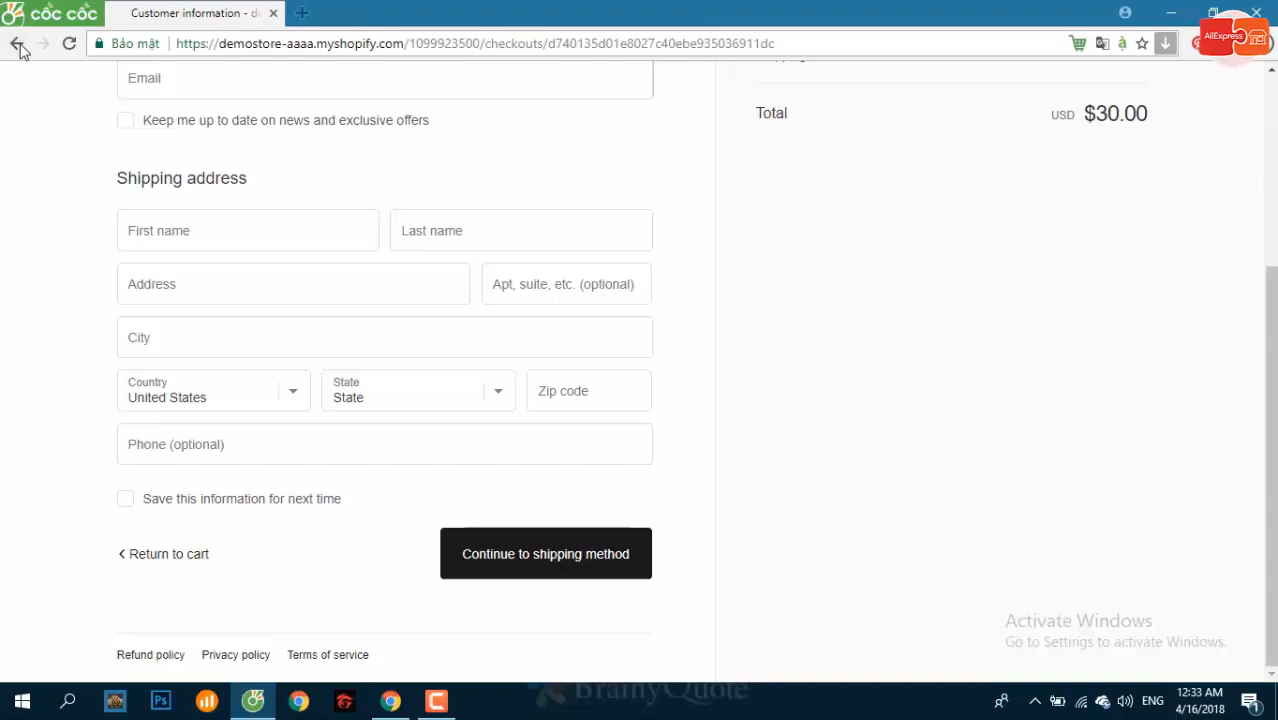 cốc cốc
Customer information - de
Bảo mật
https://demostore-aaaa.myshopify.com/1099923500/checkouts/d740135d01e8027c40ebe935036911dc
AliExpress
Email
Keep me up to date on news and exclusive offers
Total
USD $30.00
Shipping address
First name
Last name
Address
Apt, suite, etc. (optional)
City
Country
United States
State
State
Zip code
Phone (optional)
Save this information for next time
Return to cart
Continue to shipping method
Activate Windows
Go to Settings to activate Windows.
Refund policy
Privacy policy
Terms of service
BrainyQuote
Ps
ENG
12:33 AM
4/16/2018
1